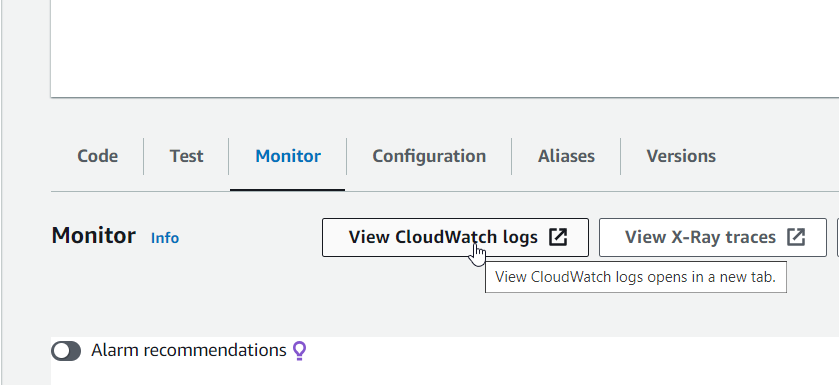 Code Test Monitor Configuration Aliases Versions
Monitor Info View CloudWatch logs View X-Ray traces
View CloudWatch logs opens in a new tab.
Alarm recommendations